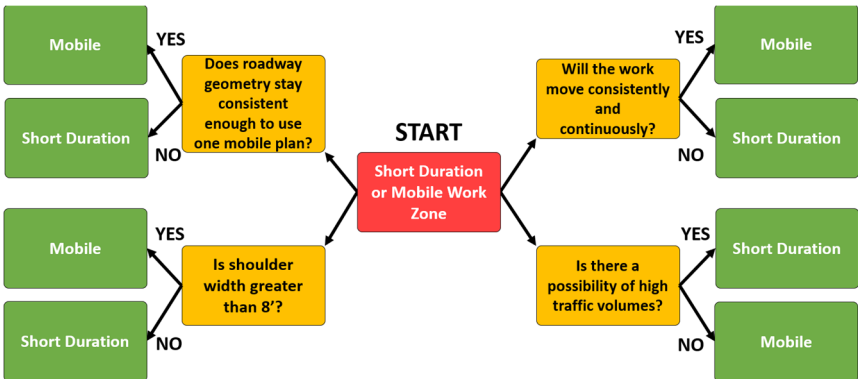 Mobile
YES
Does roadway
geometry stay
consistent
enough to use
one mobile plan?
Short Duration
NO
Will the work
move consistently
and
continuously?
YES
Mobile
NO
Short Duration
START
Short Duration
or Mobile Work
Zone
Mobile
YES
Is shoulder
width greater
than 8’?
Short Duration
NO
Is there a
possibility of high
traffic volumes?
YES
Short Duration
NO
Mobile